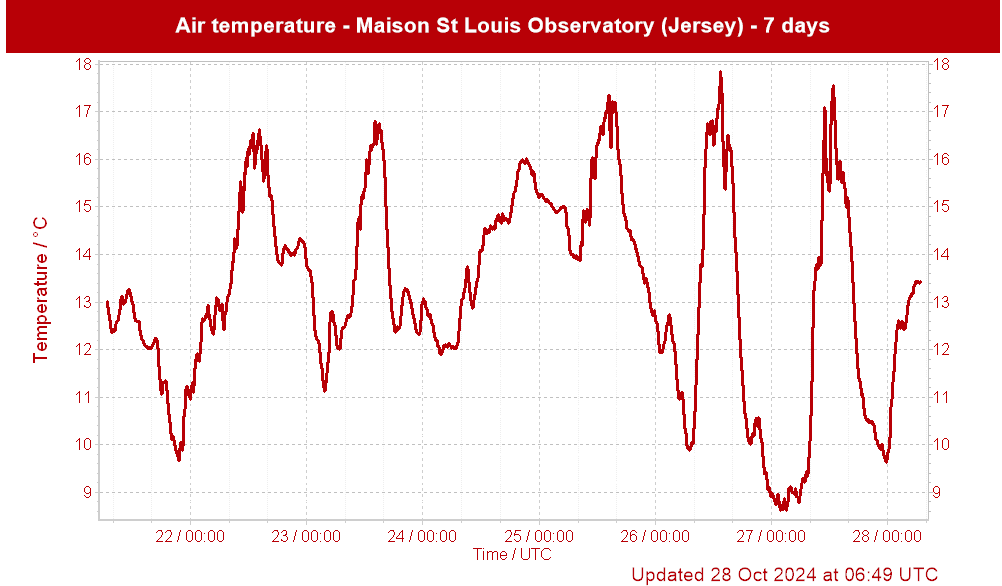 Air temperature - Maison St Louis Observatory (Jersey) - 7 days
18 18
17 17
16 16
15 15
14 14
13 13
12 12
11 11
10 10
9 9
Temperature / °C
22 / 00:00 23 / 00:00 24 / 00:00 25 / 00:00 26 / 00:00 27 / 00:00 28 / 00:00
Time / UTC
Updated 28 Oct 2024 at 06:49 UTC